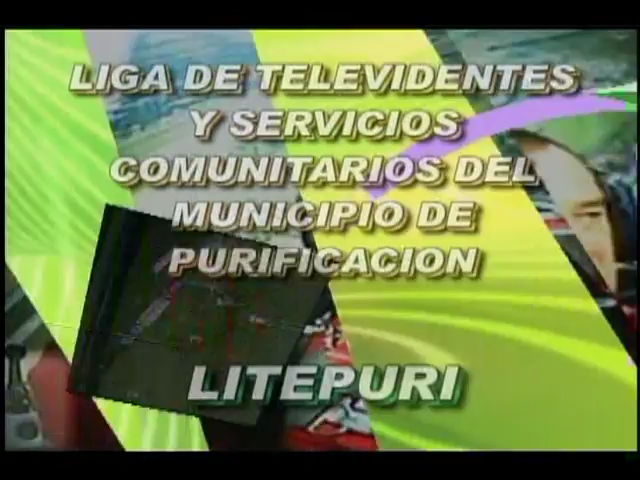 LIGA DE TELEVIDENTES
Y SERVICIOS
COMUNITARIOS DEL
MUNICIPIO DE
PURIFICACION
LITEPURI